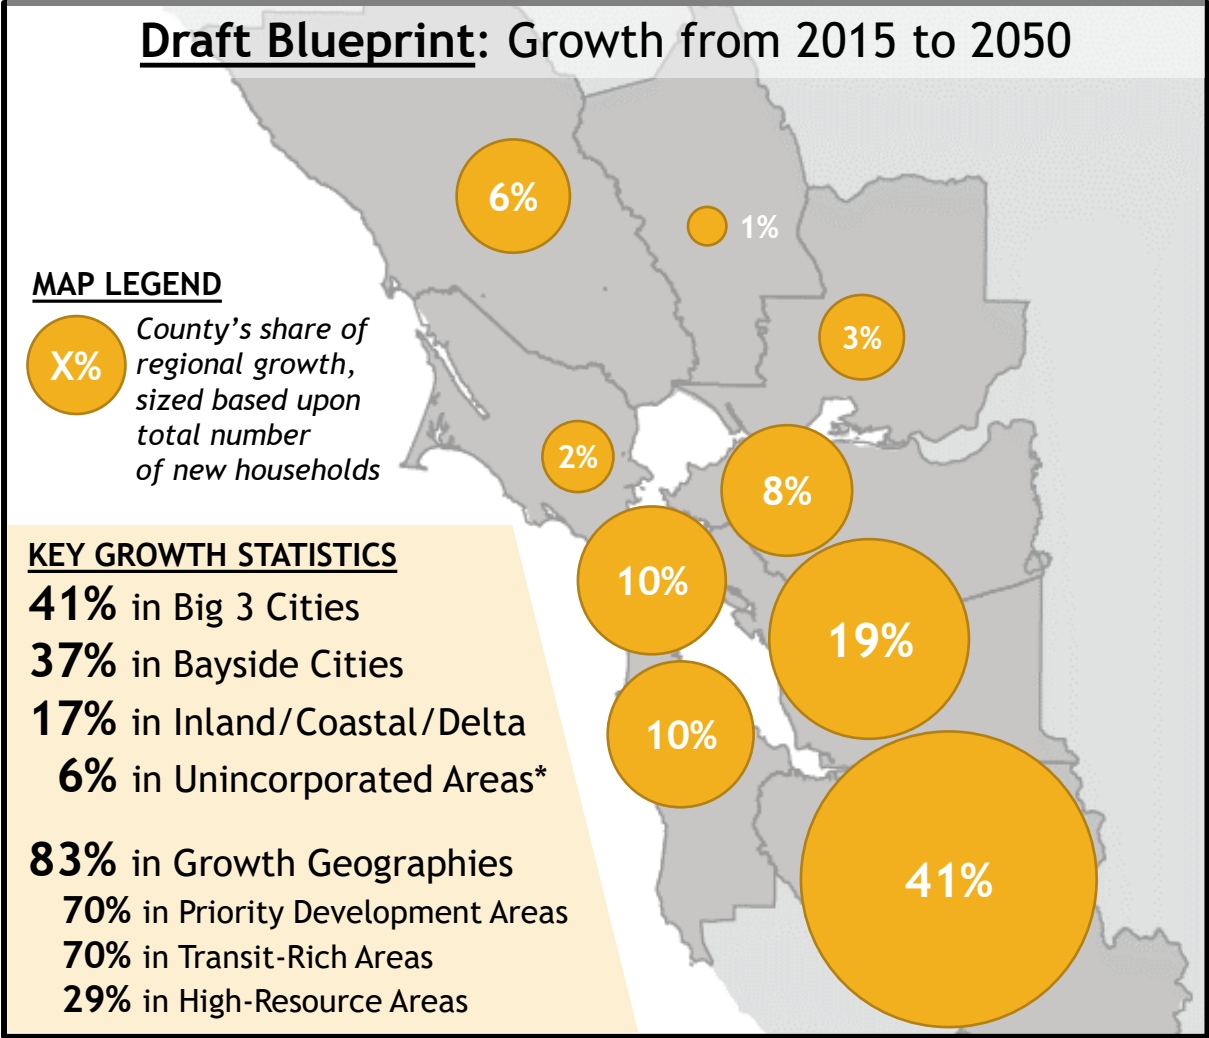 Draft Blueprint: Growth from 2015 to 2050
6%
1%
MAP LEGEND
X%
County's share of
regional growth,
sized based upon
total number
of new households
3%
2%
8%
10%
19%
10%
41%
KEY GROWTH STATISTICS
41% in Big 3 Cities
37% in Bayside Cities
17% in Inland/Coastal/Delta
6% in Unincorporated Areas*
83% in Growth Geographies
70% in Priority Development Areas
70% in Transit-Rich Areas
29% in High-Resource Areas